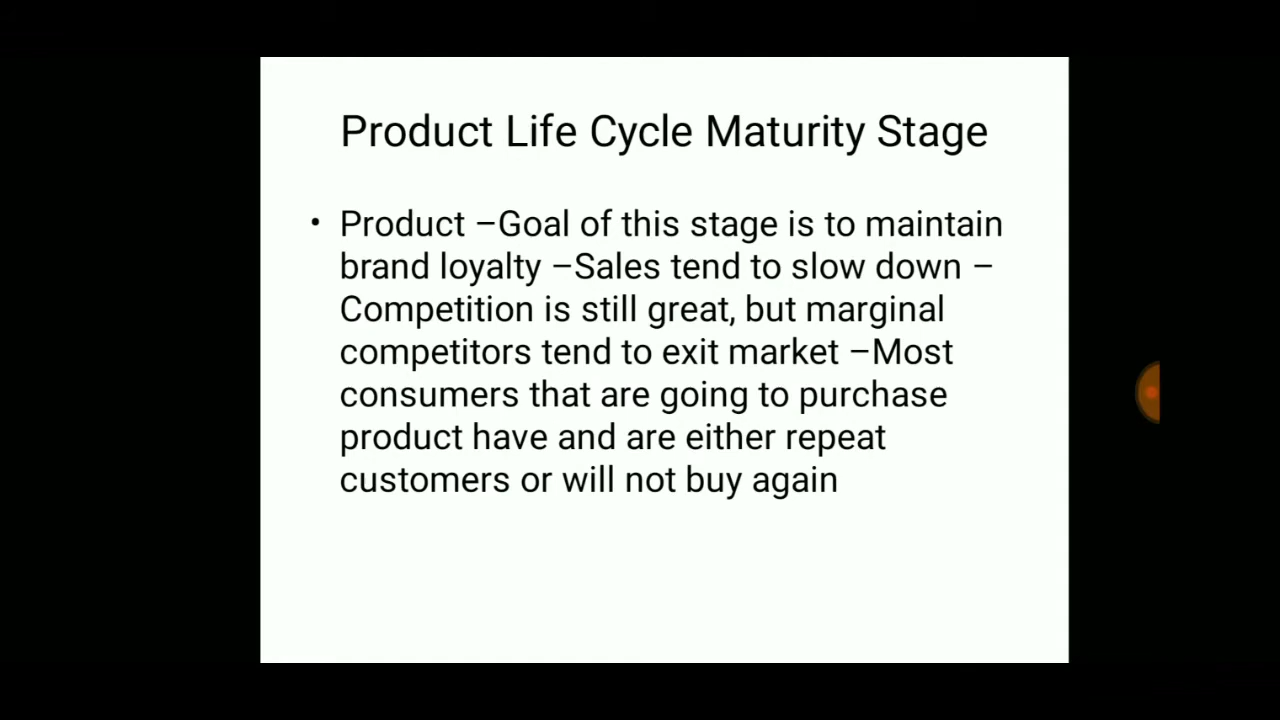 Product Life Cycle Maturity Stage
• Product –Goal of this stage is to maintain
brand loyalty –Sales tend to slow down –
Competition is still great, but marginal
competitors tend to exit market –Most
consumers that are going to purchase
product have and are either repeat
customers or will not buy again